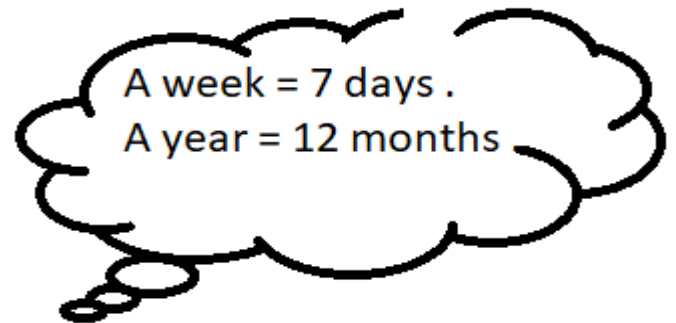 A week = 7 days .
A year = 12 months